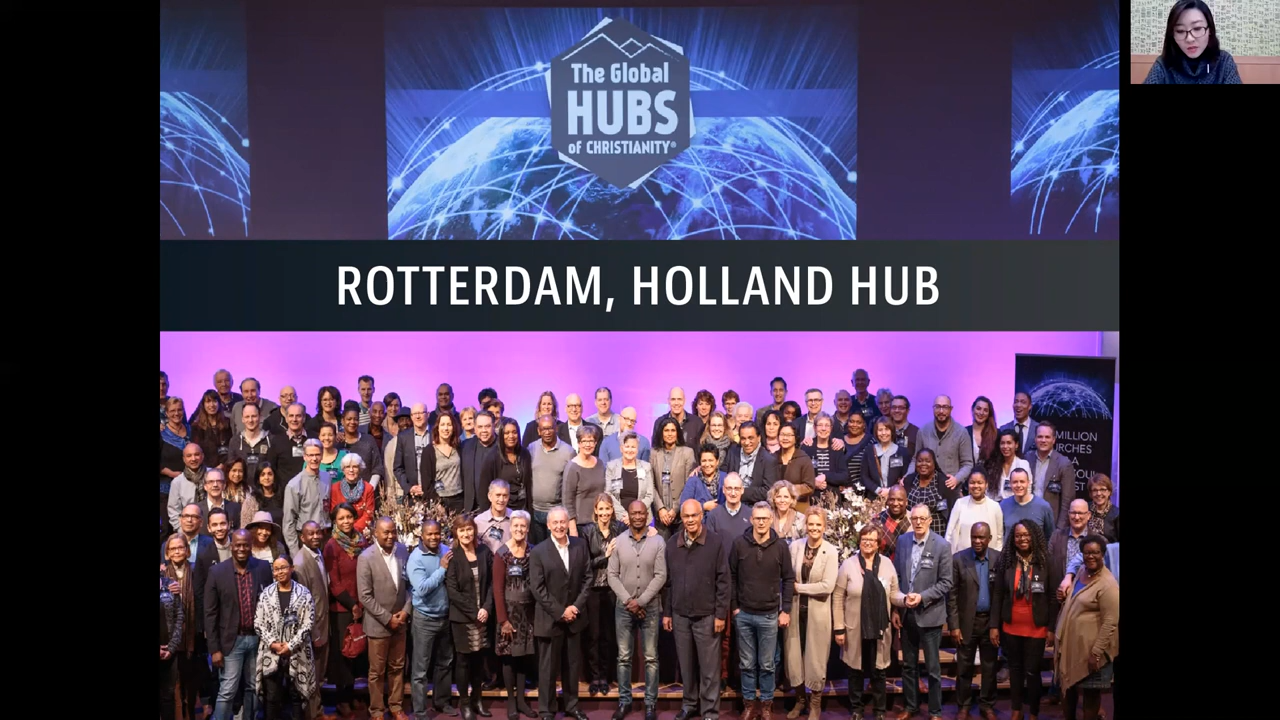 The Global
HUBS
of CHRISTIANITY®
ROTTERDAM, HOLLAND HUB
MILLION